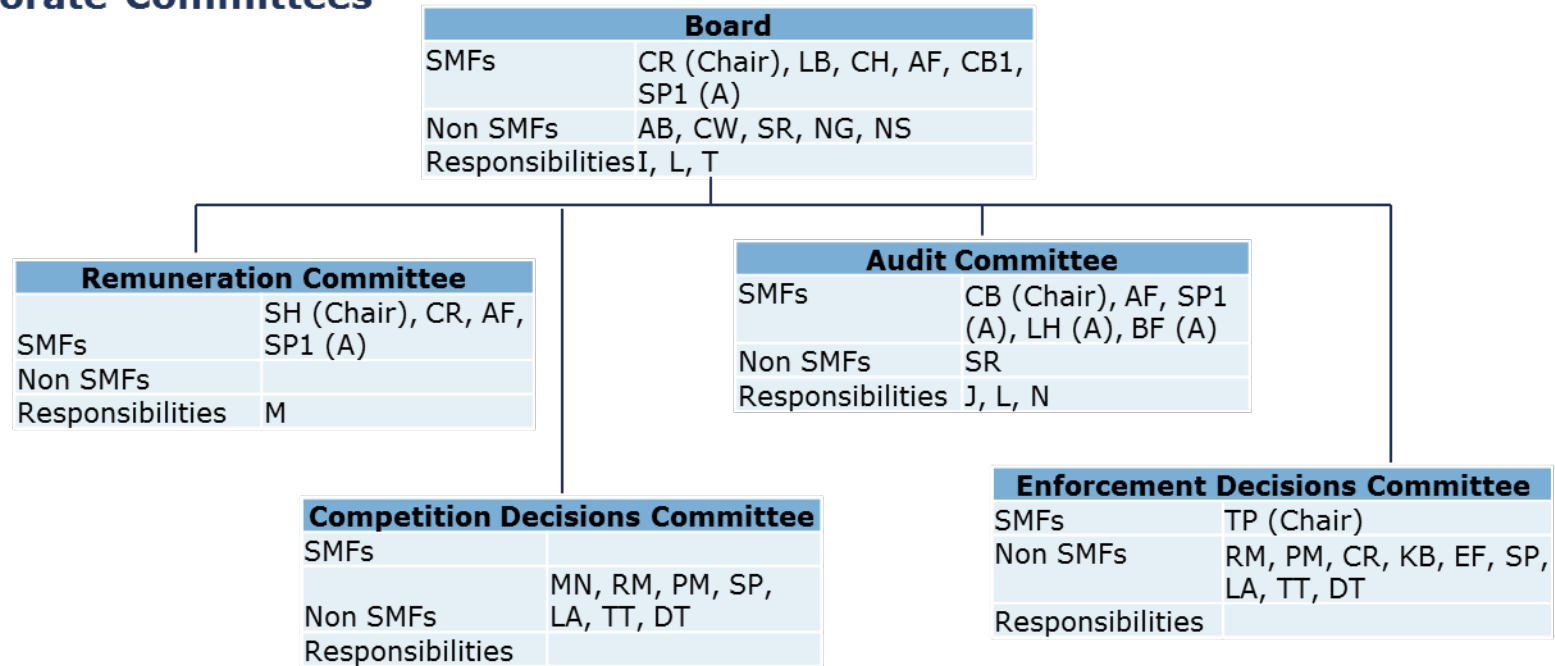 orate Committees
Board
SMFs CR (Chair), LB, CH, AF, CB1,
SP1 (A)
Non SMFs AB, CW, SR, NG, NS
Responsibilities I, L, T
Remuneration Committee
SH (Chair), CR, AF,
SMFs SP1 (A)
Non SMFs
Responsibilities M
Audit Committee
SMFs CB (Chair), AF, SP1
(A), LH (A), BF (A)
Non SMFs SR
Responsibilities J, L, N
Competition Decisions Committee
SMFs
MN, RM, PM, SP,
Non SMFs LA, TT, DT
Responsibilities
Enforcement Decisions Committee
SMFs TP (Chair)
Non SMFs RM, PM, CR, KB, EF, SP,
LA, TT, DT
Responsibilities